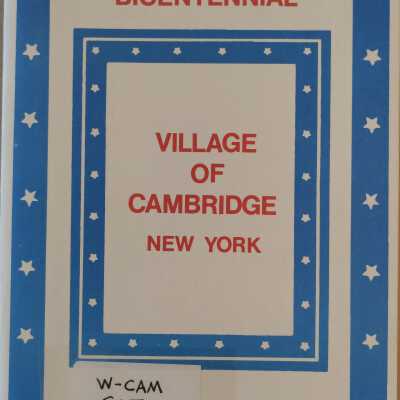 BICENTENNIAL
VILLAGE
OF
CAMBRIDGE
NEW YORK
W-CAM